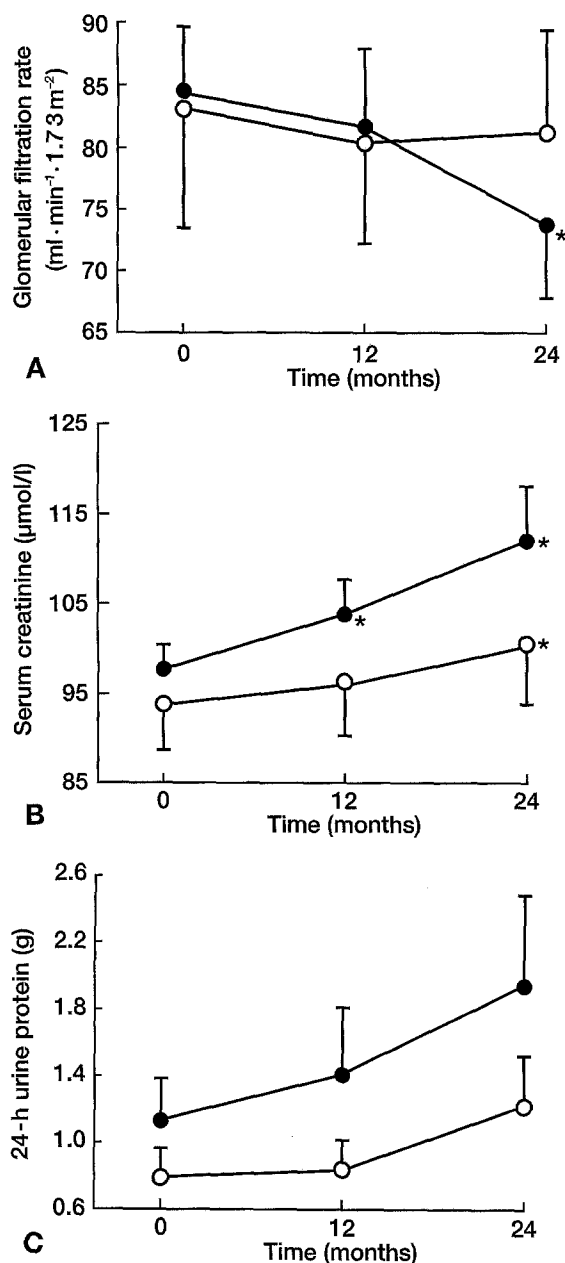 Glomerular filtration rate
(ml · min⁻¹ · 1.73 m⁻²)
90
85
80
75
70
65
*
0 12 24
Time (months)
A
Serum creatinine (µmol/l)
125
115
105
95
85
*
*
*
0 12 24
Time (months)
B
24-h urine protein (g)
2.6
2.2
1.8
1.4
1.0
0.6
0 12 24
Time (months)
C